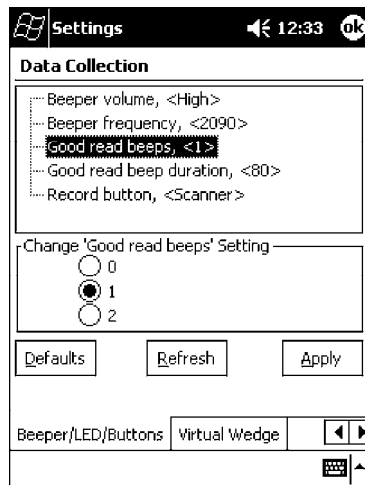 Settings 12:33 ok
Data Collection
Beeper volume, <High>
Beeper frequency, <2090>
Good read beeps, <1>
Good read beep duration, <80>
Record button, <Scanner>
Change 'Good read beeps' Setting
0
1
2
Defaults Refresh Apply
Beeper/LED/Buttons Virtual Wedge